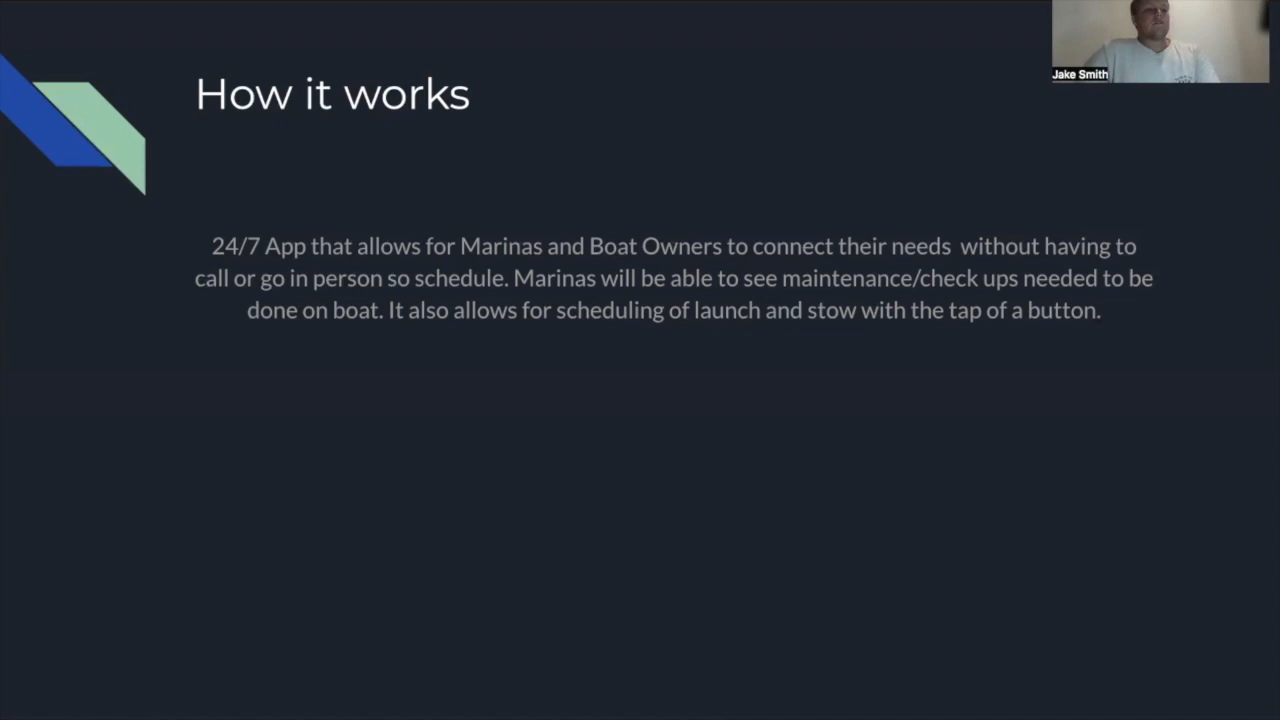 Jake Smith
How it works
24/7 App that allows for Marinas and Boat Owners to connect their needs  without having to
call or go in person so schedule. Marinas will be able to see maintenance/check ups needed to be
done on boat. It also allows for scheduling of launch and stow with the tap of a button.